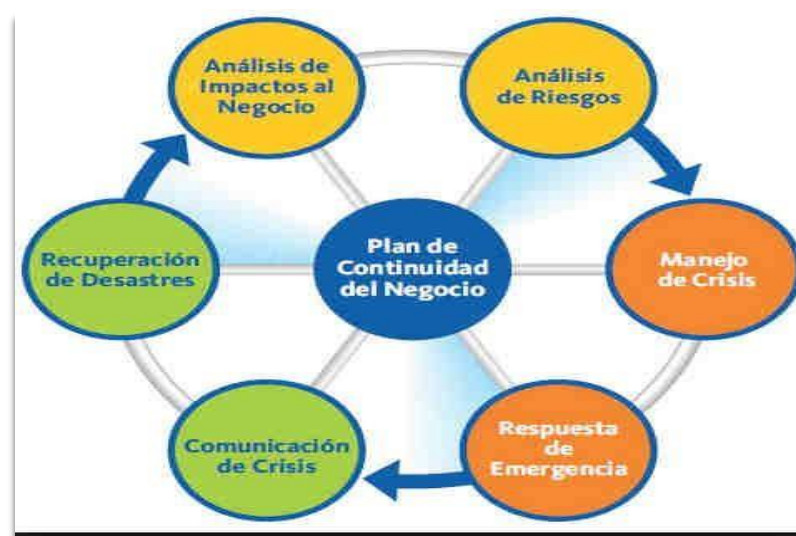 Análisis de
Impactos al
Negocio
Análisis
de Riesgos
Recuperación
de Desastres
Plan de
Continuidad
del Negocio
Manejo
de Crisis
Comunicación
de Crisis
Respuesta
de
Emergencia